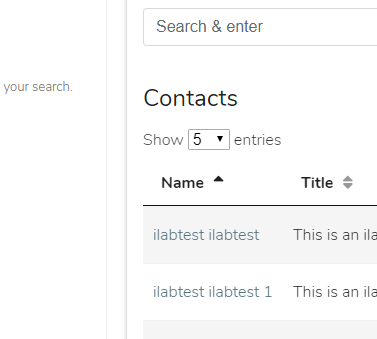 Search & enter
your search.
Contacts
Show 5 entries
Name Title
ilabtest ilabtest This is an ila
ilabtest ilabtest 1 This is an ila